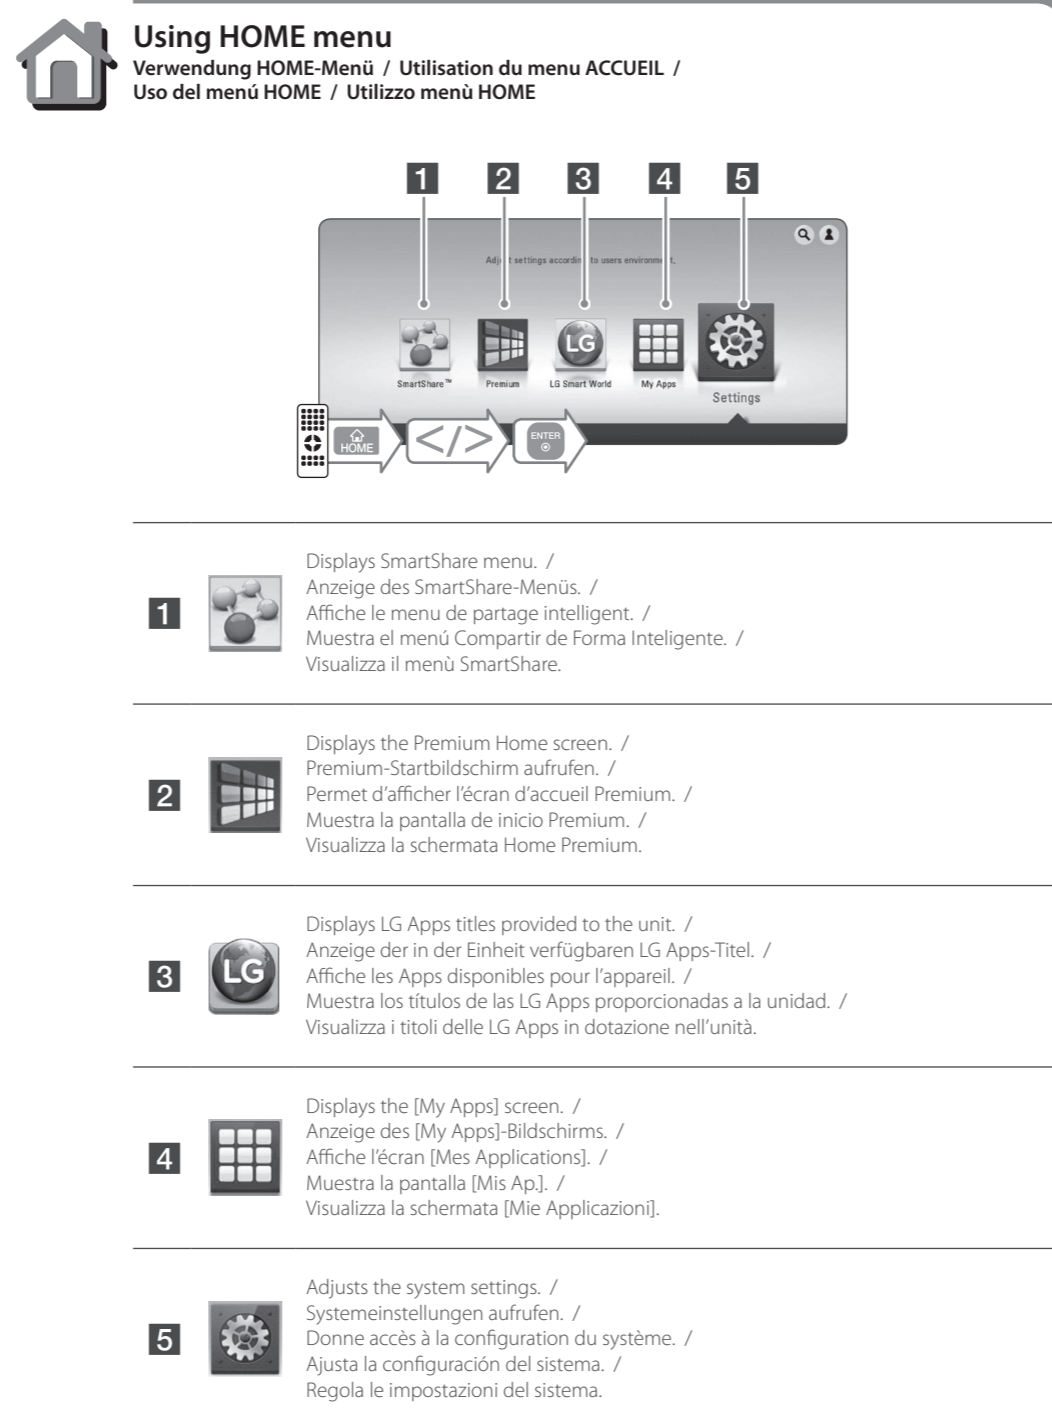 Using HOME menu
Verwendung HOME-Menü / Utilisation du menu ACCUEIL /
Uso del menú HOME / Utilizzo menù HOME
1 2 3 4 5
Adjust settings according to users environment.
LG
SmartShare™ Premium LG Smart World My Apps Settings
HOME </> ENTER
1
Displays SmartShare menu. /
Anzeige des SmartShare-Menüs. /
Affiche le menu de partage intelligent. /
Muestra el menú Compartir de Forma Inteligente. /
Visualizza il menù SmartShare.
2
Displays the Premium Home screen. /
Premium-Startbildschirm aufrufen. /
Permet d’afficher l’écran d’accueil Premium. /
Muestra la pantalla de inicio Premium. /
Visualizza la schermata Home Premium.
3
LG
Displays LG Apps titles provided to the unit. /
Anzeige der in der Einheit verfügbaren LG Apps-Titel. /
Affiche les Apps disponibles pour l’appareil. /
Muestra los títulos de las LG Apps proporcionadas a la unidad. /
Visualizza i titoli delle LG Apps in dotazione nell’unità.
4
Displays the [My Apps] screen. /
Anzeige des [My Apps]-Bildschirms. /
Affiche l’écran [Mes Applications]. /
Muestra la pantalla [Mis Ap.]. /
Visualizza la schermata [Mie Applicazioni].
5
Adjusts the system settings. /
Systemeinstellungen aufrufen. /
Donne accès à la configuration du système. /
Ajusta la configuración del sistema. /
Regola le impostazioni del sistema.